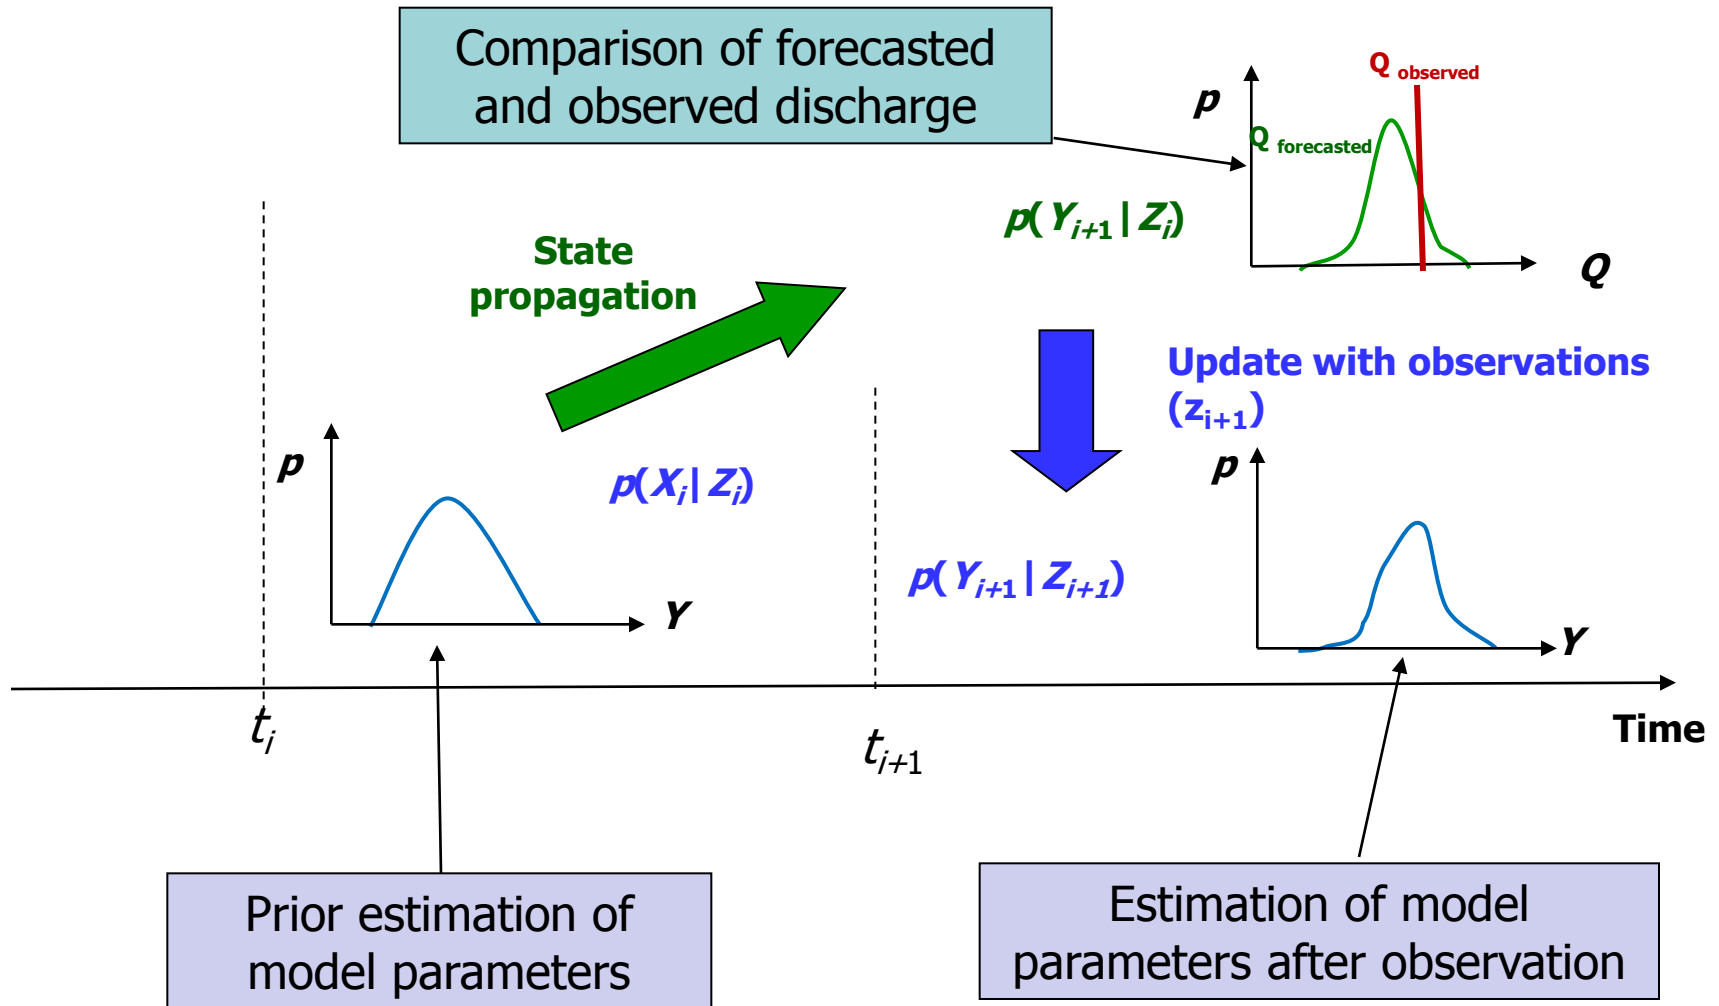 Comparison of forecasted
and observed discharge
Q observed
p
Q forecasted
p(Yi+1|Zi)
Q
State
propagation
Update with observations
(zi+1)
p
p(Xi|Zi)
Y
p
p(Yi+1|Zi+1)
Y
ti
ti+1
Time
Prior estimation of
model parameters
Estimation of model
parameters after observation